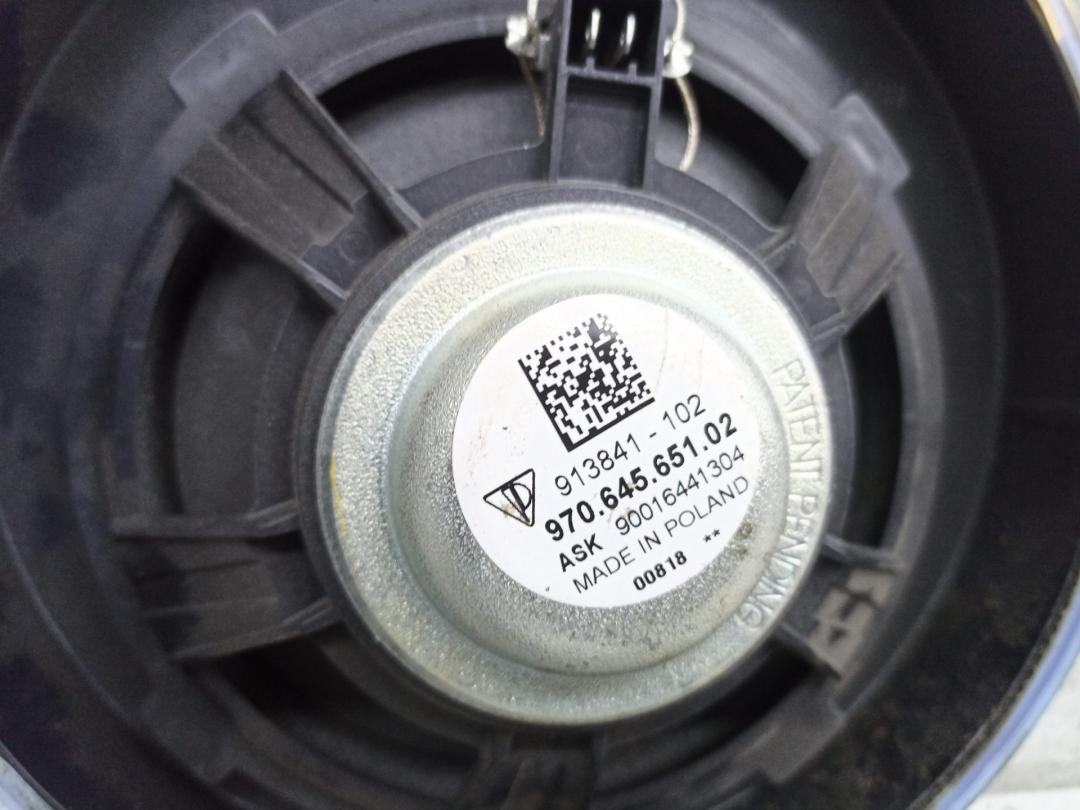 913841 - 102
970.645.651.02
ASK 90016441304
MADE IN POLAND
00818 **
PATENT PENDING